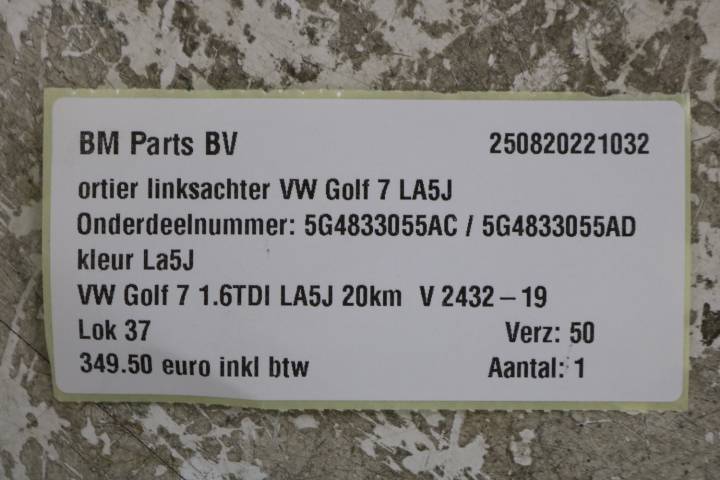 BM Parts BV 250820221032
ortier linksachter VW Golf 7 LA5J
Onderdeelnummer: 5G4833055AC / 5G4833055AD
kleur La5J
VW Golf 7 1.6TDI LA5J 20km V 2432 – 19
Lok 37 Verz: 50
349.50 euro inkl btw Aantal: 1